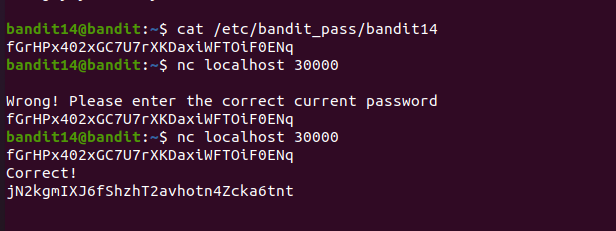 bandit14@bandit:~$ cat /etc/bandit_pass/bandit14
fGrHPx402xGC7U7rXKDaxiWFTOiF0ENq
bandit14@bandit:~$ nc localhost 30000
Wrong! Please enter the correct current password
fGrHPx402xGC7U7rXKDaxiWFTOiF0ENq
bandit14@bandit:~$ nc localhost 30000
fGrHPx402xGC7U7rXKDaxiWFTOiF0ENq
Correct!
jN2kgmIXJ6fShzhT2avhotn4Zcka6tnt